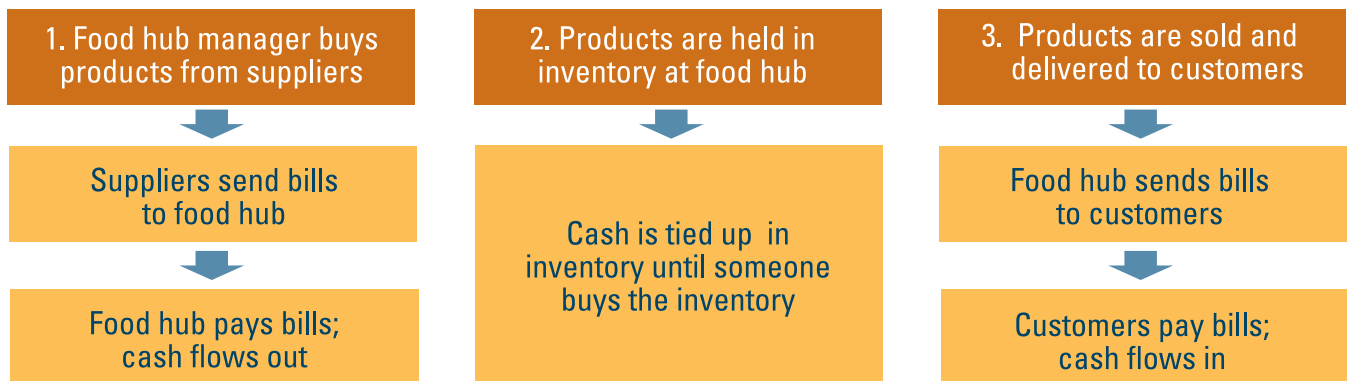 1. Food hub manager buys
products from suppliers
Suppliers send bills
to food hub
Food hub pays bills;
cash flows out
2. Products are held in
inventory at food hub
Cash is tied up in
inventory until someone
buys the inventory
3. Products are sold and
delivered to customers
Food hub sends bills
to customers
Customers pay bills;
cash flows in